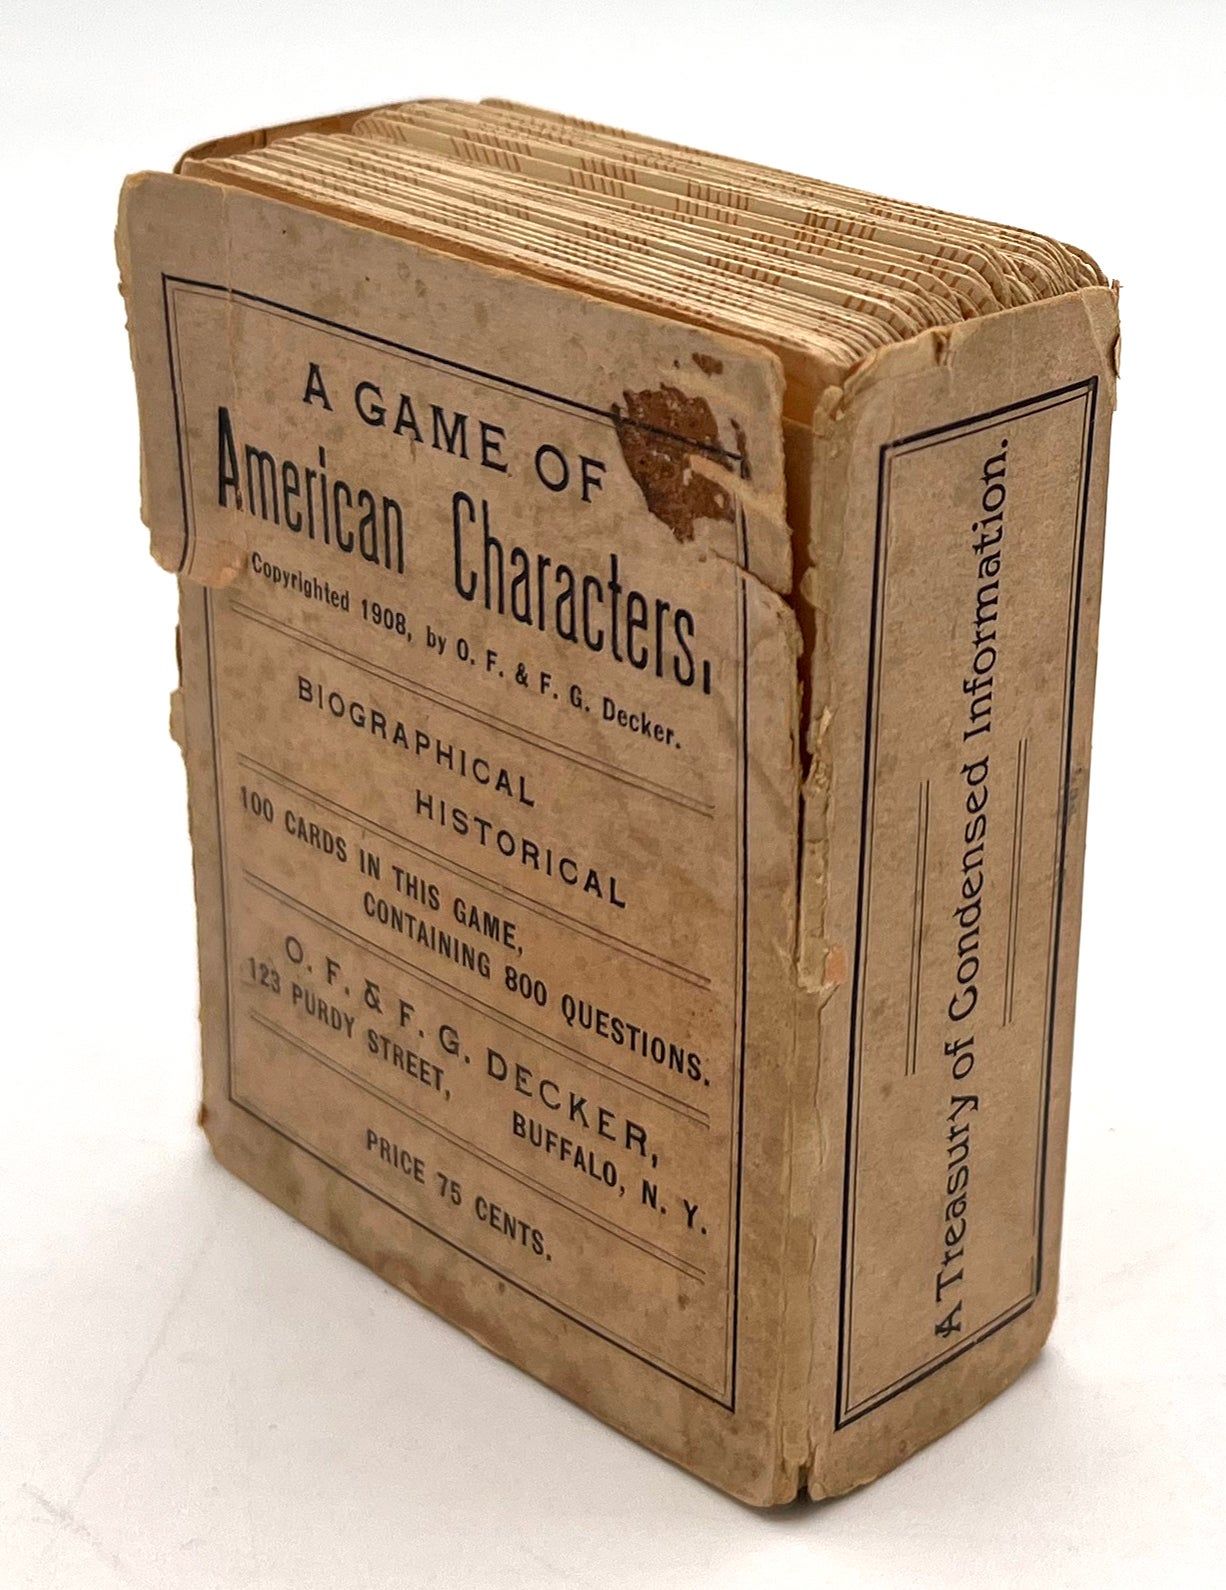 A GAME OF
American Characters.
Copyrighted 1908, by O. F. & F. G. Decker.
BIOGRAPHICAL
HISTORICAL
100 CARDS IN THIS GAME,
CONTAINING 800 QUESTIONS.
O. F. & F. G. DECKER,
123 PURDY STREET,
BUFFALO, N. Y.
PRICE 75 CENTS.
A Treasury of Condensed Information.